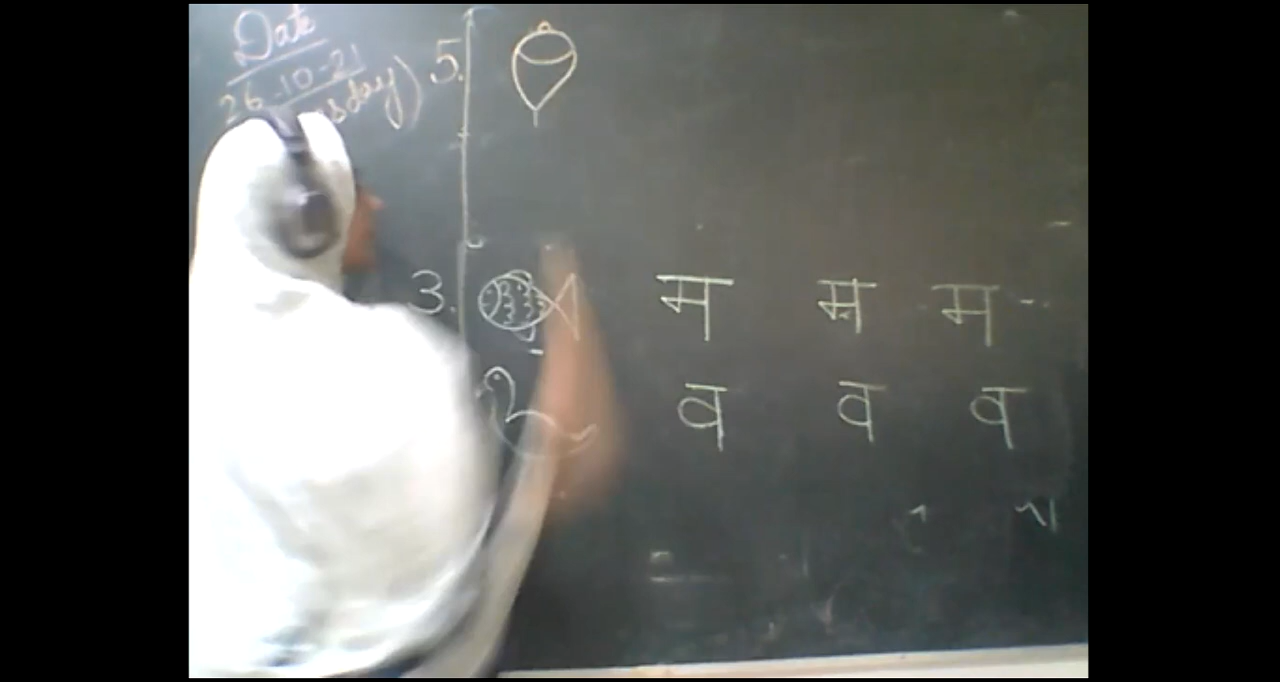 Date
26-10-21
5.
3. म म म
व व व